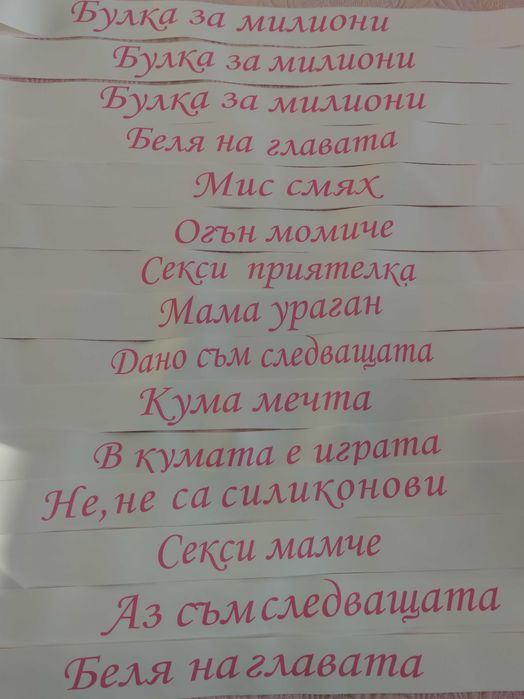 Булка за милиони
Булка за милиони
Булка за милиони
Беля на главата
Мис смях
Огън момиче
Секси приятелка
Мама ураган
Дано съм следващата
Кума мечта
В кумата е играта
Не, не са силиконови
Секси мамче
Аз съм следващата
Беля на главата